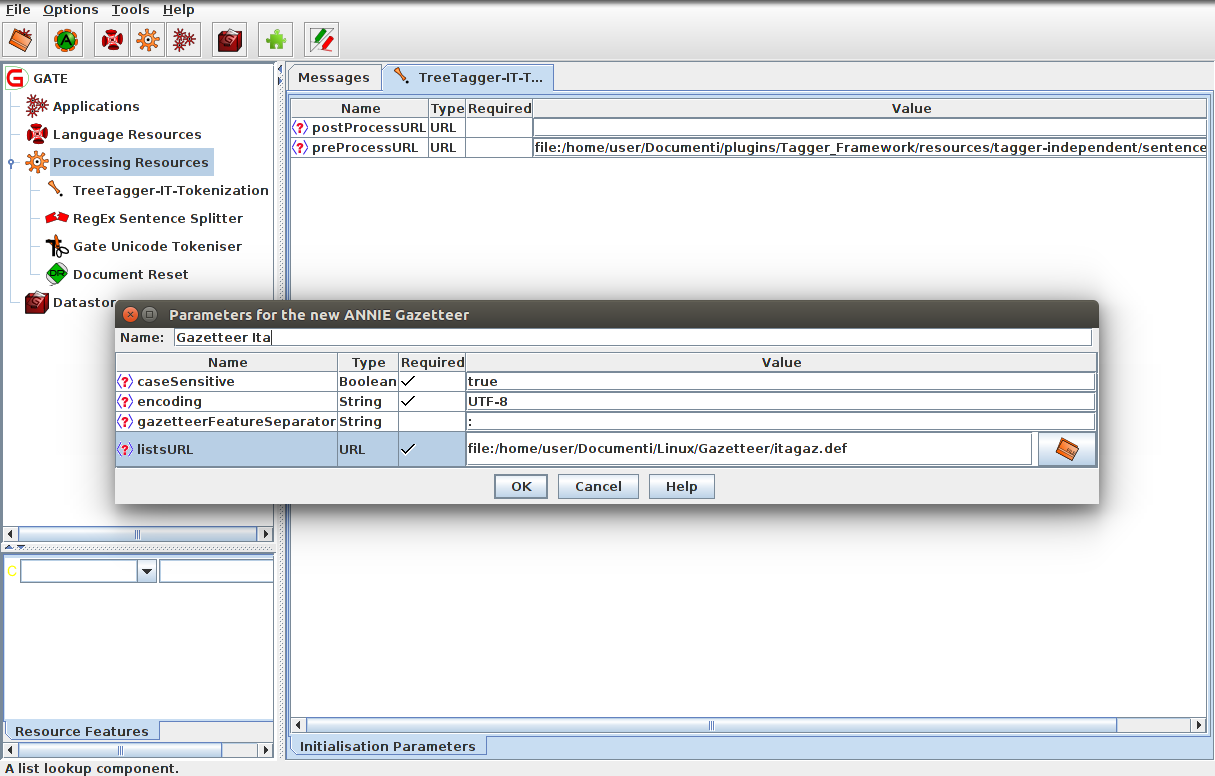 File Options Tools Help
GATE
Applications
Language Resources
Processing Resources
TreeTagger-IT-Tokenization
RegEx Sentence Splitter
Gate Unicode Tokeniser
Document Reset
Datastor
Messages TreeTagger-IT-T...
Name Type Required Value
postProcessURL URL
preProcessURL URL file:/home/user/Documenti/plugins/Tagger_Framework/resources/tagger-independent/sentence
Parameters for the new ANNIE Gazetteer
Name: Gazetteer Ita
Name Type Required Value
caseSensitive Boolean true
encoding String UTF-8
gazetteerFeatureSeparator String :
listsURL URL file:/home/user/Documenti/Linux/Gazetteer/itagaz.def
OK Cancel Help
C
Resource Features
Initialisation Parameters
A list lookup component.